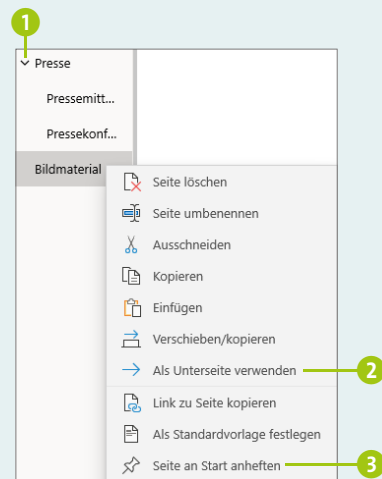 1
Presse
Pressemitt...
Pressekonf...
Bildmaterial
Seite löschen
Seite umbenennen
Ausschneiden
Kopieren
Einfügen
Verschieben/kopieren
Als Unterseite verwenden
2
Link zu Seite kopieren
Als Standardvorlage festlegen
Seite an Start anheften
3